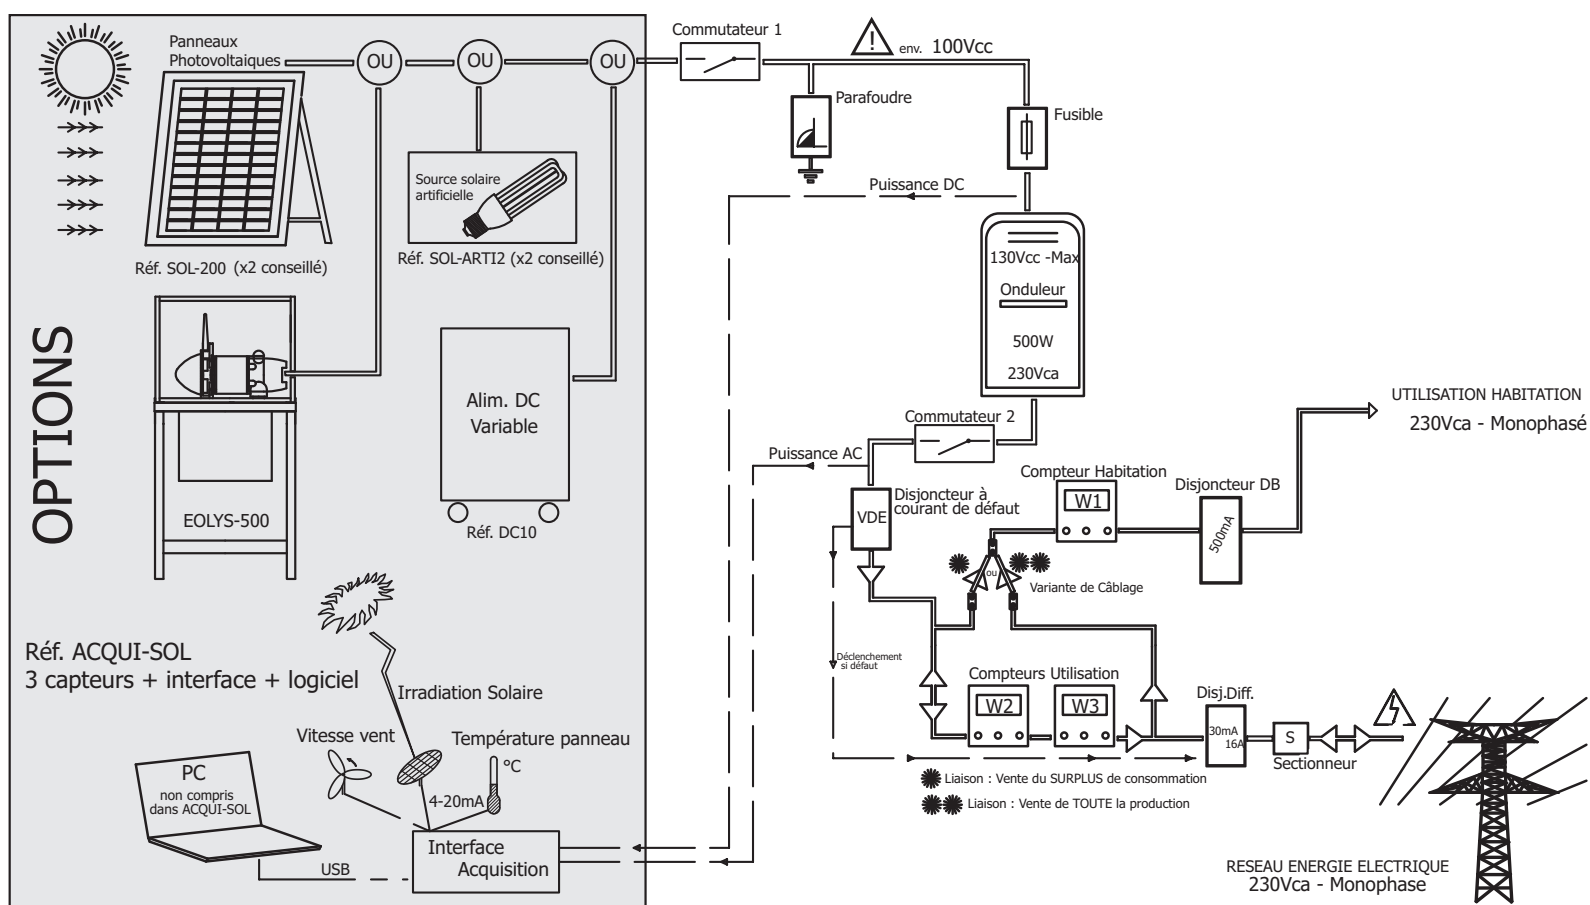 Panneaux
Photovoltaiques
OU
OU
OU
Commutateur 1
env. 100Vcc
Parafoudre
Fusible
Source solaire
artificielle
Réf. SOL-200 (x2 conseillé)
Réf. SOL-ARTI2 (x2 conseillé)
Puissance DC
130Vcc -Max
Onduleur
500W
230Vca
OPTIONS
EOLYS-500
Alim. DC
Variable
Réf. DC10
Commutateur 2
Puissance AC
UTILISATION HABITATION
230Vca - Monophasé
Compteur Habitation
W1
Disjoncteur DB
500mA
Disjoncteur à
courant de défaut
VDE
ou
Variante de Câblage
Déclenchement
si défaut
Compteurs Utilisation
W2
W3
Disj.Diff.
30mA
16A
S
Sectionneur
Liaison : Vente du SURPLUS de consommation
Liaison : Vente de TOUTE la production
RESEAU ENERGIE ELECTRIQUE
230Vca - Monophase
Réf. ACQUI-SOL
3 capteurs + interface + logiciel
Irradiation Solaire
Vitesse vent
Température panneau
°C
4-20mA
PC
non compris
dans ACQUI-SOL
USB
Interface
Acquisition